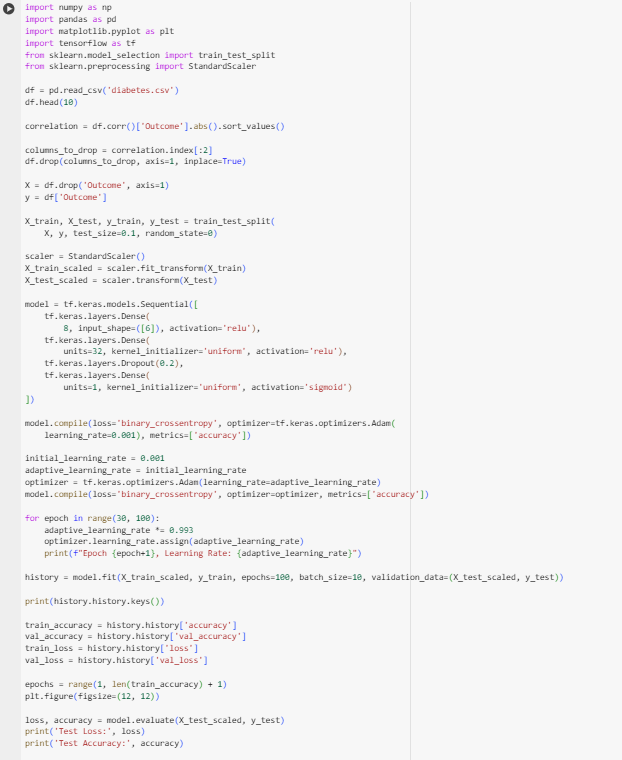 import numpy as np
import pandas as pd
import matplotlib.pyplot as plt
import tensorflow as tf
from sklearn.model_selection import train_test_split
from sklearn.preprocessing import StandardScaler
df = pd.read_csv('diabetes.csv')
df.head(10)
correlation = df.corr()['Outcome'].abs().sort_values()
columns_to_drop = correlation.index[:2]
df.drop(columns_to_drop, axis=1, inplace=True)
X = df.drop('Outcome', axis=1)
y = df['Outcome']
X_train, X_test, y_train, y_test = train_test_split(
    X, y, test_size=0.1, random_state=0)
scaler = StandardScaler()
X_train_scaled = scaler.fit_transform(X_train)
X_test_scaled = scaler.transform(X_test)
model = tf.keras.models.Sequential([
    tf.keras.layers.Dense(
        8, input_shape=([6]), activation='relu'),
    tf.keras.layers.Dense(
        units=32, kernel_initializer='uniform', activation='relu'),
    tf.keras.layers.Dropout(0.2),
    tf.keras.layers.Dense(
        units=1, kernel_initializer='uniform', activation='sigmoid')
])
model.compile(loss='binary_crossentropy', optimizer=tf.keras.optimizers.Adam(
    learning_rate=0.001), metrics=['accuracy'])
initial_learning_rate = 0.001
adaptive_learning_rate = initial_learning_rate
optimizer = tf.keras.optimizers.Adam(learning_rate=adaptive_learning_rate)
model.compile(loss='binary_crossentropy', optimizer=optimizer, metrics=['accuracy'])
for epoch in range(30, 100):
    adaptive_learning_rate *= 0.993
    optimizer.learning_rate.assign(adaptive_learning_rate)
    print(f"Epoch {epoch+1}, Learning Rate: {adaptive_learning_rate}")
history = model.fit(X_train_scaled, y_train, epochs=100, batch_size=10, validation_data=(X_test_scaled, y_test))
print(history.history.keys())
train_accuracy = history.history['accuracy']
val_accuracy = history.history['val_accuracy']
train_loss = history.history['loss']
val_loss = history.history['val_loss']
epochs = range(1, len(train_accuracy) + 1)
plt.figure(figsize=(12, 12))
loss, accuracy = model.evaluate(X_test_scaled, y_test)
print('Test Loss:', loss)
print('Test Accuracy:', accuracy)